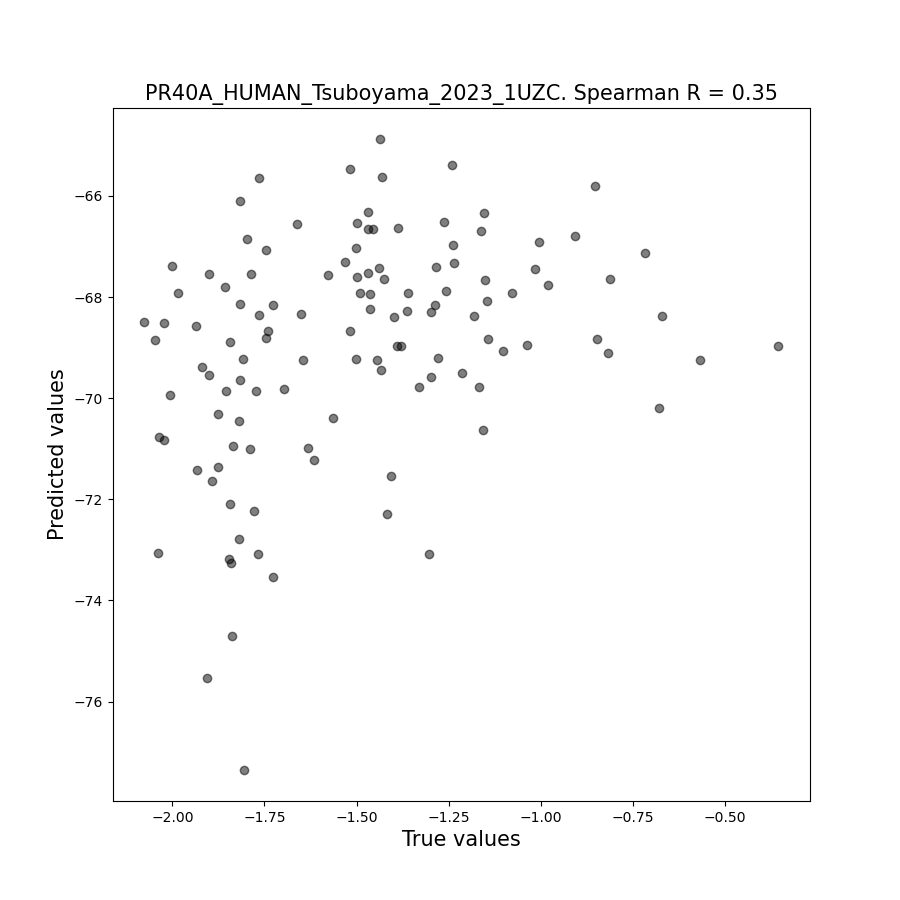 PR40A_HUMAN_Tsuboyama_2023_1UZC. Spearman R = 0.35
Predicted values
−66
−68
−70
−72
−74
−76
−2.00 −1.75 −1.50 −1.25 −1.00 −0.75 −0.50
True values